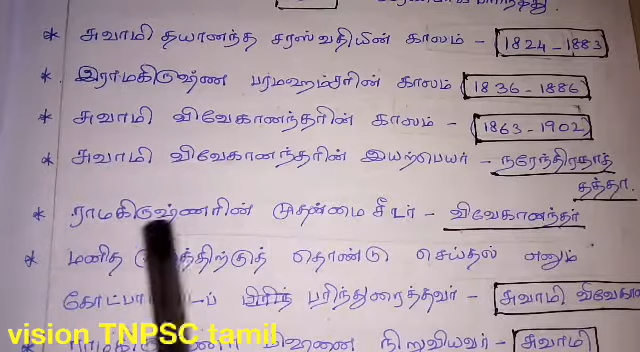 * சுவாமி தயானந்த சரஸ்வதியின் காலம் - 1824 - 1883
* இராமகிருஷ்ண பரமஹம்சரின் காலம் 1836 - 1886
* சுவாமி விவேகானந்தரின் காலம் - 1863 - 1902
* சுவாமி விவேகானந்தரின் இயற்பெயர் - நரேந்திரநாத்
தத்தா.
* ராமகிருஷ்ணரின் முதன்மை சீடர் - விவேகானந்தர்
* மனித தொண்டு செய்தல் எனும்
பரிந்துரைத்தவர் - சுவாமி
நிறுவியவர் - சுவாமி
vision TNPSC tamil